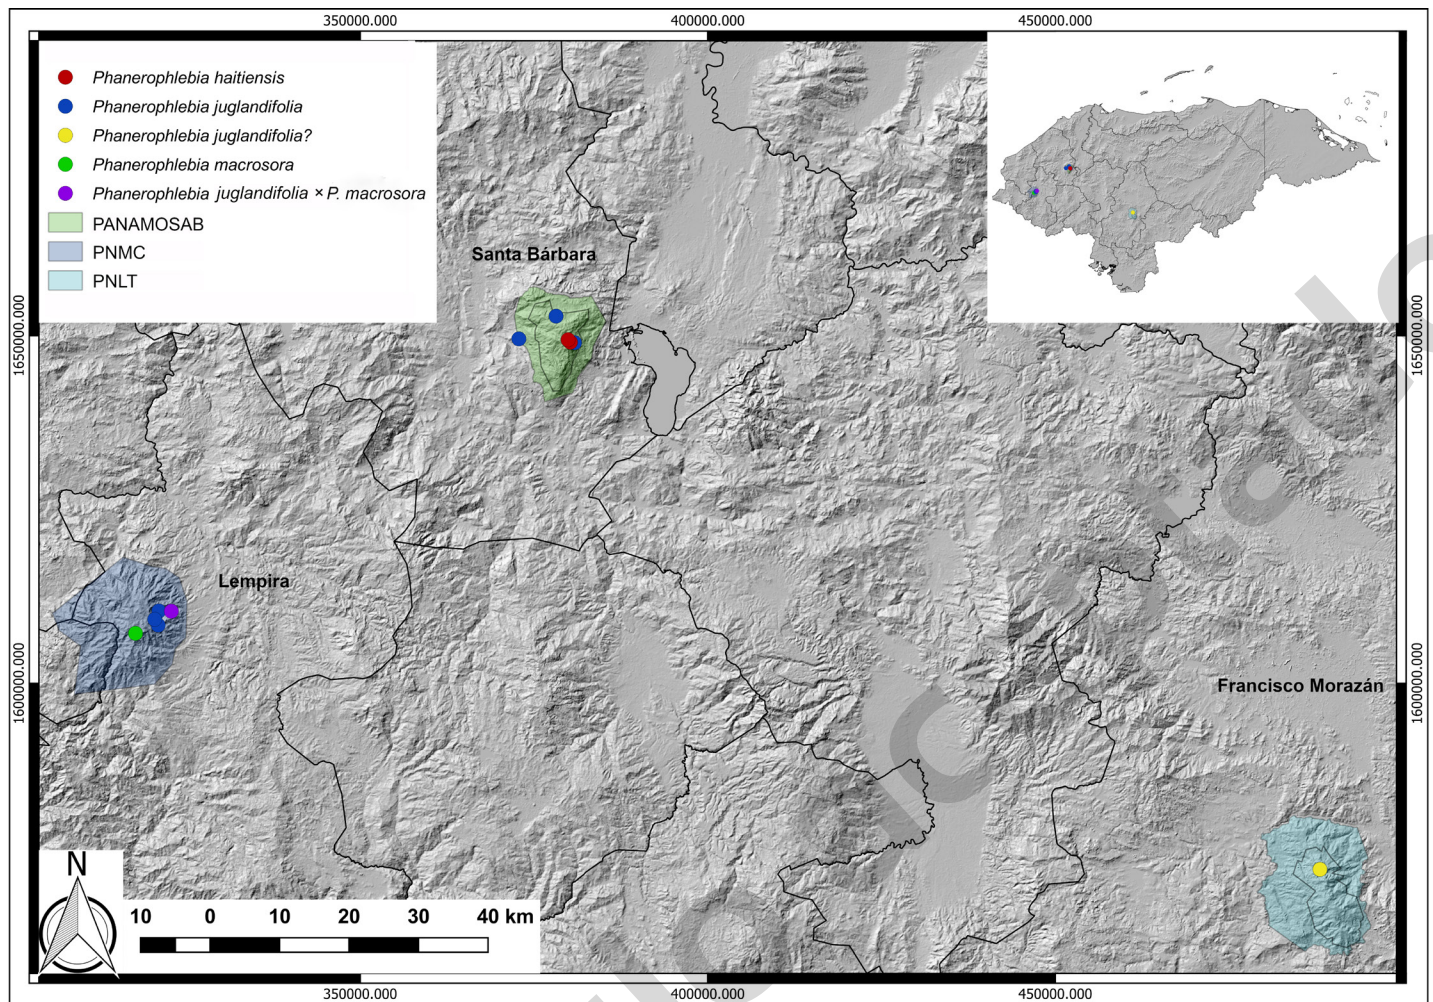 350000.000 400000.000 450000.000
Phanerophlebia haitiensis
Phanerophlebia juglandifolia
Phanerophlebia juglandifolia?
Phanerophlebia macrosora
Phanerophlebia juglandifolia × P. macrosora
PANAMOSAB
PNMC
PNLT
Santa Bárbara
1650000.000
1650000.000
Lempira
1600000.000
1600000.000
Francisco Morazán
N
10 0 10 20 30 40 km
350000.000 400000.000 450000.000